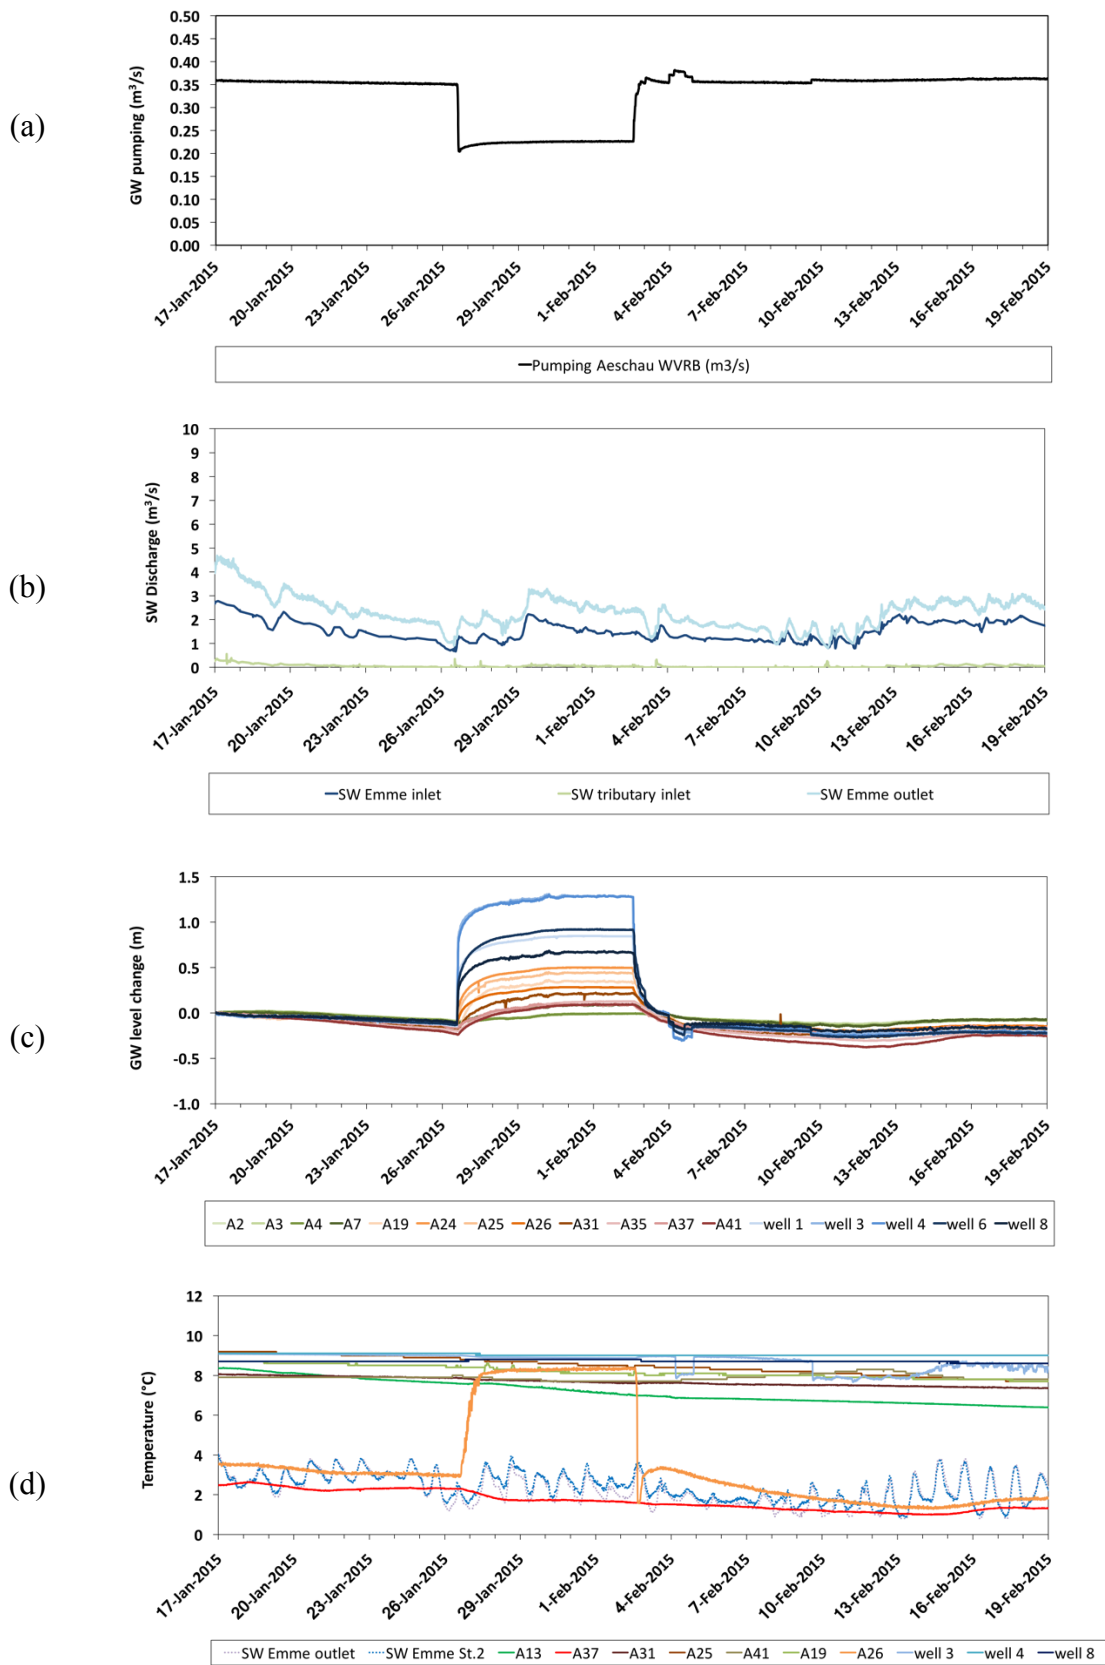 (a)
GW pumping (m³/s)
0.50
0.45
0.40
0.35
0.30
0.25
0.20
0.15
0.10
0.05
0.00
17-Jan-2015
20-Jan-2015
23-Jan-2015
26-Jan-2015
29-Jan-2015
1-Feb-2015
4-Feb-2015
7-Feb-2015
10-Feb-2015
13-Feb-2015
16-Feb-2015
19-Feb-2015
Pumping Aeschau WVRB (m3/s)
(b)
SW Discharge (m³/s)
10
9
8
7
6
5
4
3
2
1
0
17-Jan-2015
20-Jan-2015
23-Jan-2015
26-Jan-2015
29-Jan-2015
1-Feb-2015
4-Feb-2015
7-Feb-2015
10-Feb-2015
13-Feb-2015
16-Feb-2015
19-Feb-2015
SW Emme inlet SW tributary inlet SW Emme outlet
(c)
GW level change (m)
1.5
1.0
0.5
0.0
-0.5
-1.0
17-Jan-2015
20-Jan-2015
23-Jan-2015
26-Jan-2015
29-Jan-2015
1-Feb-2015
4-Feb-2015
7-Feb-2015
10-Feb-2015
13-Feb-2015
16-Feb-2015
19-Feb-2015
A2 A3 A4 A7 A19 A24 A25 A26 A31 A35 A37 A41 well 1 well 3 well 4 well 6 well 8
(d)
Temperature (°C)
12
10
8
6
4
2
0
17-Jan-2015
20-Jan-2015
23-Jan-2015
26-Jan-2015
29-Jan-2015
1-Feb-2015
4-Feb-2015
7-Feb-2015
10-Feb-2015
13-Feb-2015
16-Feb-2015
19-Feb-2015
SW Emme outlet SW Emme St.2 A13 A37 A31 A25 A41 A19 A26 well 3 well 4 well 8